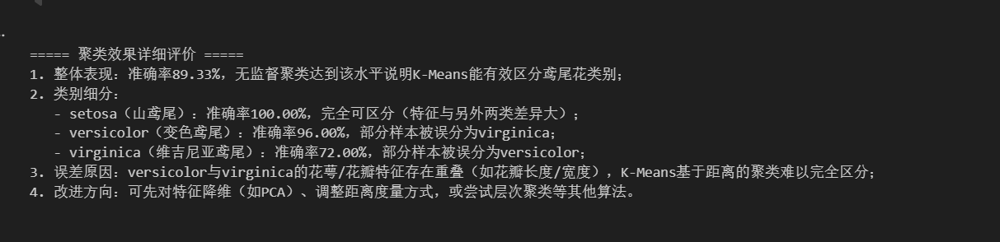 ===== 聚类效果详细评价 =====
1. 整体表现：准确率89.33%，无监督聚类达到该水平说明K-Means能有效区分鸢尾花类别；
2. 类别细分：
- setosa（山鸢尾）：准确率100.00%，完全可区分（特征与另外两类差异大）；
- versicolor（变色鸢尾）：准确率96.00%，部分样本被误分为virginica；
- virginica（维吉尼亚鸢尾）：准确率72.00%，部分样本被误分为versicolor；
3. 误差原因：versicolor与virginica的花萼/花瓣特征存在重叠（如花瓣长度/宽度），K-Means基于距离的聚类难以完全区分；
4. 改进方向：可先对特征降维（如PCA）、调整距离度量方式，或尝试层次聚类等其他算法。